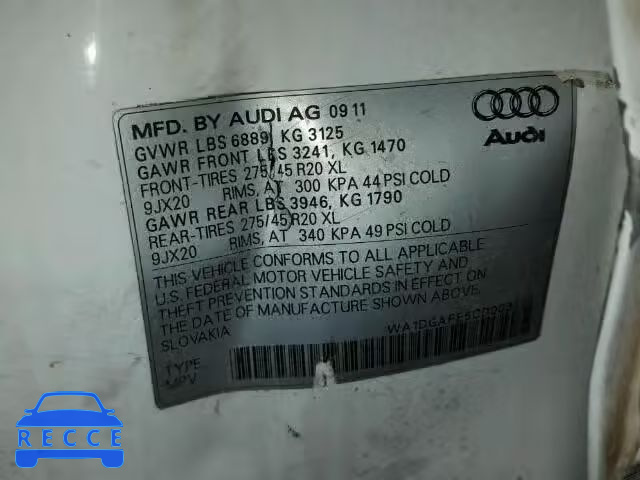 MFD. BY AUDI AG 09 11
GVWR LBS 6889, KG 3125
GAWR FRONT LBS 3241, KG 1470
FRONT-TIRES 275/45 R20 XL
9JX20 RIMS, AT 300 KPA 44 PSI COLD
GAWR REAR LBS 3946, KG 1790
REAR-TIRES 275/45 R20 XL
9JX20 RIMS, AT 340 KPA 49 PSI COLD
Audi
THIS VEHICLE CONFORMS TO ALL APPLICABLE
U.S. FEDERAL MOTOR VEHICLE SAFETY AND
THEFT PREVENTION STANDARDS IN EFFECT ON
THE DATE OF MANUFACTURE SHOWN ABOVE.
SLOVAKIA
TYPE
MPV
RECCE